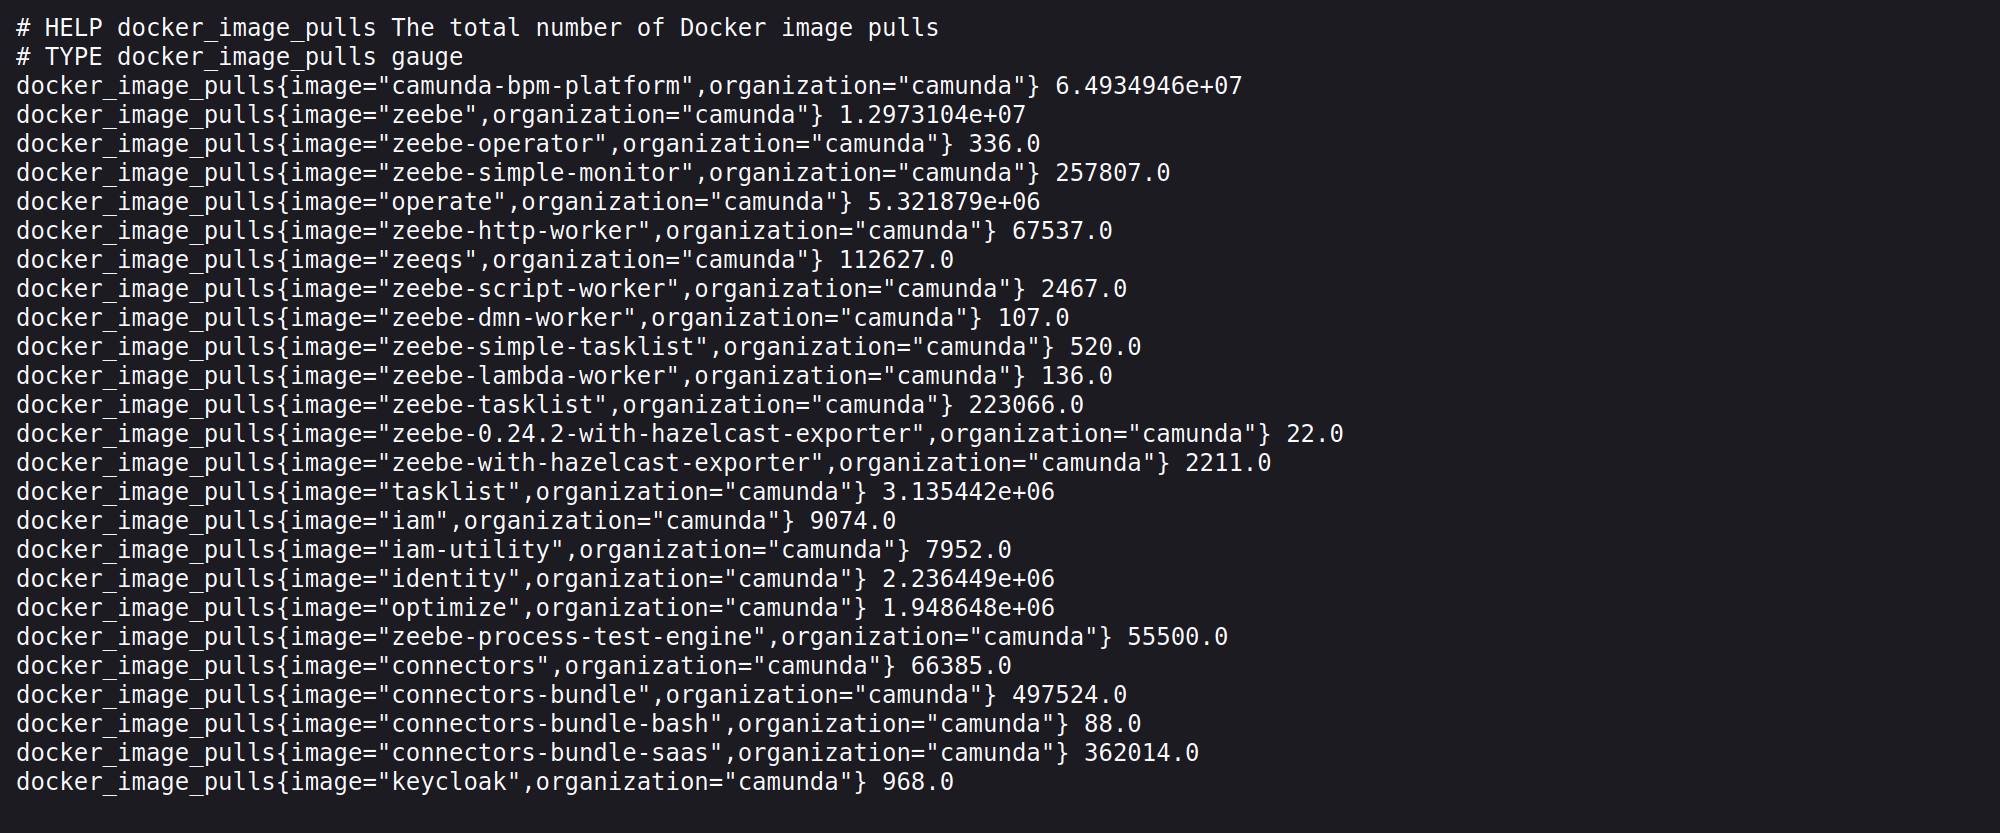 # HELP docker_image_pulls The total number of Docker image pulls
# TYPE docker_image_pulls gauge
docker_image_pulls{image="camunda-bpm-platform",organization="camunda"} 6.4934946e+07
docker_image_pulls{image="zeebe",organization="camunda"} 1.2973104e+07
docker_image_pulls{image="zeebe-operator",organization="camunda"} 336.0
docker_image_pulls{image="zeebe-simple-monitor",organization="camunda"} 257807.0
docker_image_pulls{image="operate",organization="camunda"} 5.321879e+06
docker_image_pulls{image="zeebe-http-worker",organization="camunda"} 67537.0
docker_image_pulls{image="zeeqs",organization="camunda"} 112627.0
docker_image_pulls{image="zeebe-script-worker",organization="camunda"} 2467.0
docker_image_pulls{image="zeebe-dmn-worker",organization="camunda"} 107.0
docker_image_pulls{image="zeebe-simple-tasklist",organization="camunda"} 520.0
docker_image_pulls{image="zeebe-lambda-worker",organization="camunda"} 136.0
docker_image_pulls{image="zeebe-tasklist",organization="camunda"} 223066.0
docker_image_pulls{image="zeebe-0.24.2-with-hazelcast-exporter",organization="camunda"} 22.0
docker_image_pulls{image="zeebe-with-hazelcast-exporter",organization="camunda"} 2211.0
docker_image_pulls{image="tasklist",organization="camunda"} 3.135442e+06
docker_image_pulls{image="iam",organization="camunda"} 9074.0
docker_image_pulls{image="iam-utility",organization="camunda"} 7952.0
docker_image_pulls{image="identity",organization="camunda"} 2.236449e+06
docker_image_pulls{image="optimize",organization="camunda"} 1.948648e+06
docker_image_pulls{image="zeebe-process-test-engine",organization="camunda"} 55500.0
docker_image_pulls{image="connectors",organization="camunda"} 66385.0
docker_image_pulls{image="connectors-bundle",organization="camunda"} 497524.0
docker_image_pulls{image="connectors-bundle-bash",organization="camunda"} 88.0
docker_image_pulls{image="connectors-bundle-saas",organization="camunda"} 362014.0
docker_image_pulls{image="keycloak",organization="camunda"} 968.0